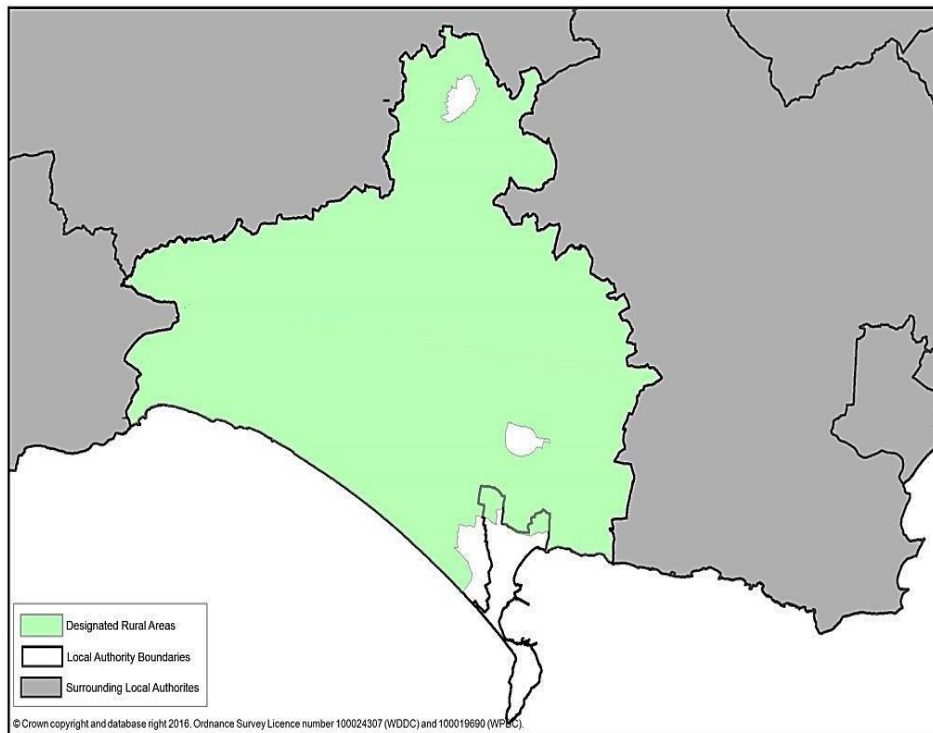 Designated Rural Areas
Local Authority Boundaries
Surrounding Local Authorites
© Crown copyright and database right 2016. Ordnance Survey Licence number 100024307 (WDDC) and 100019690 (WPBC).